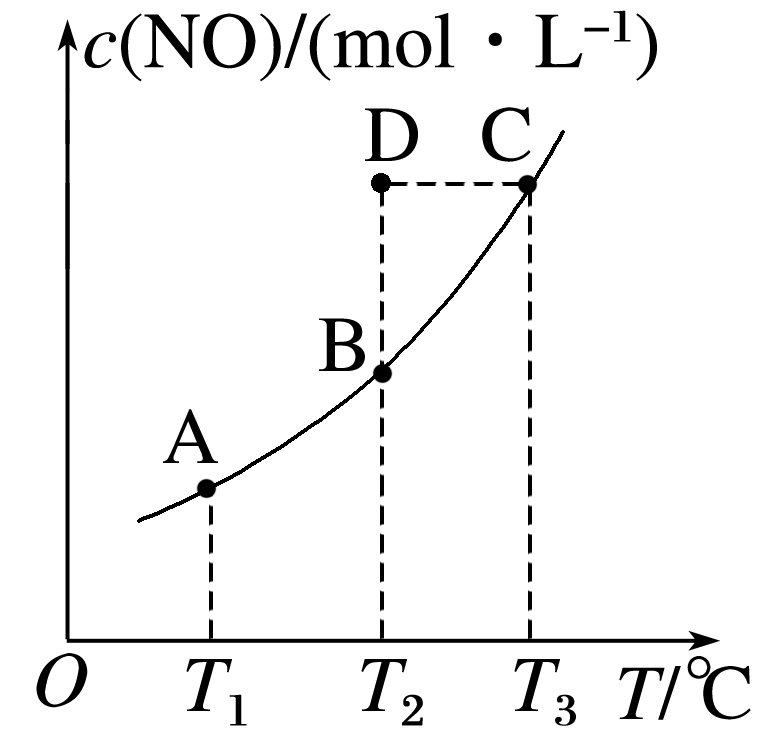 c(NO)/(mol·L⁻¹)
D C
B
A
O T₁ T₂ T₃ T/℃